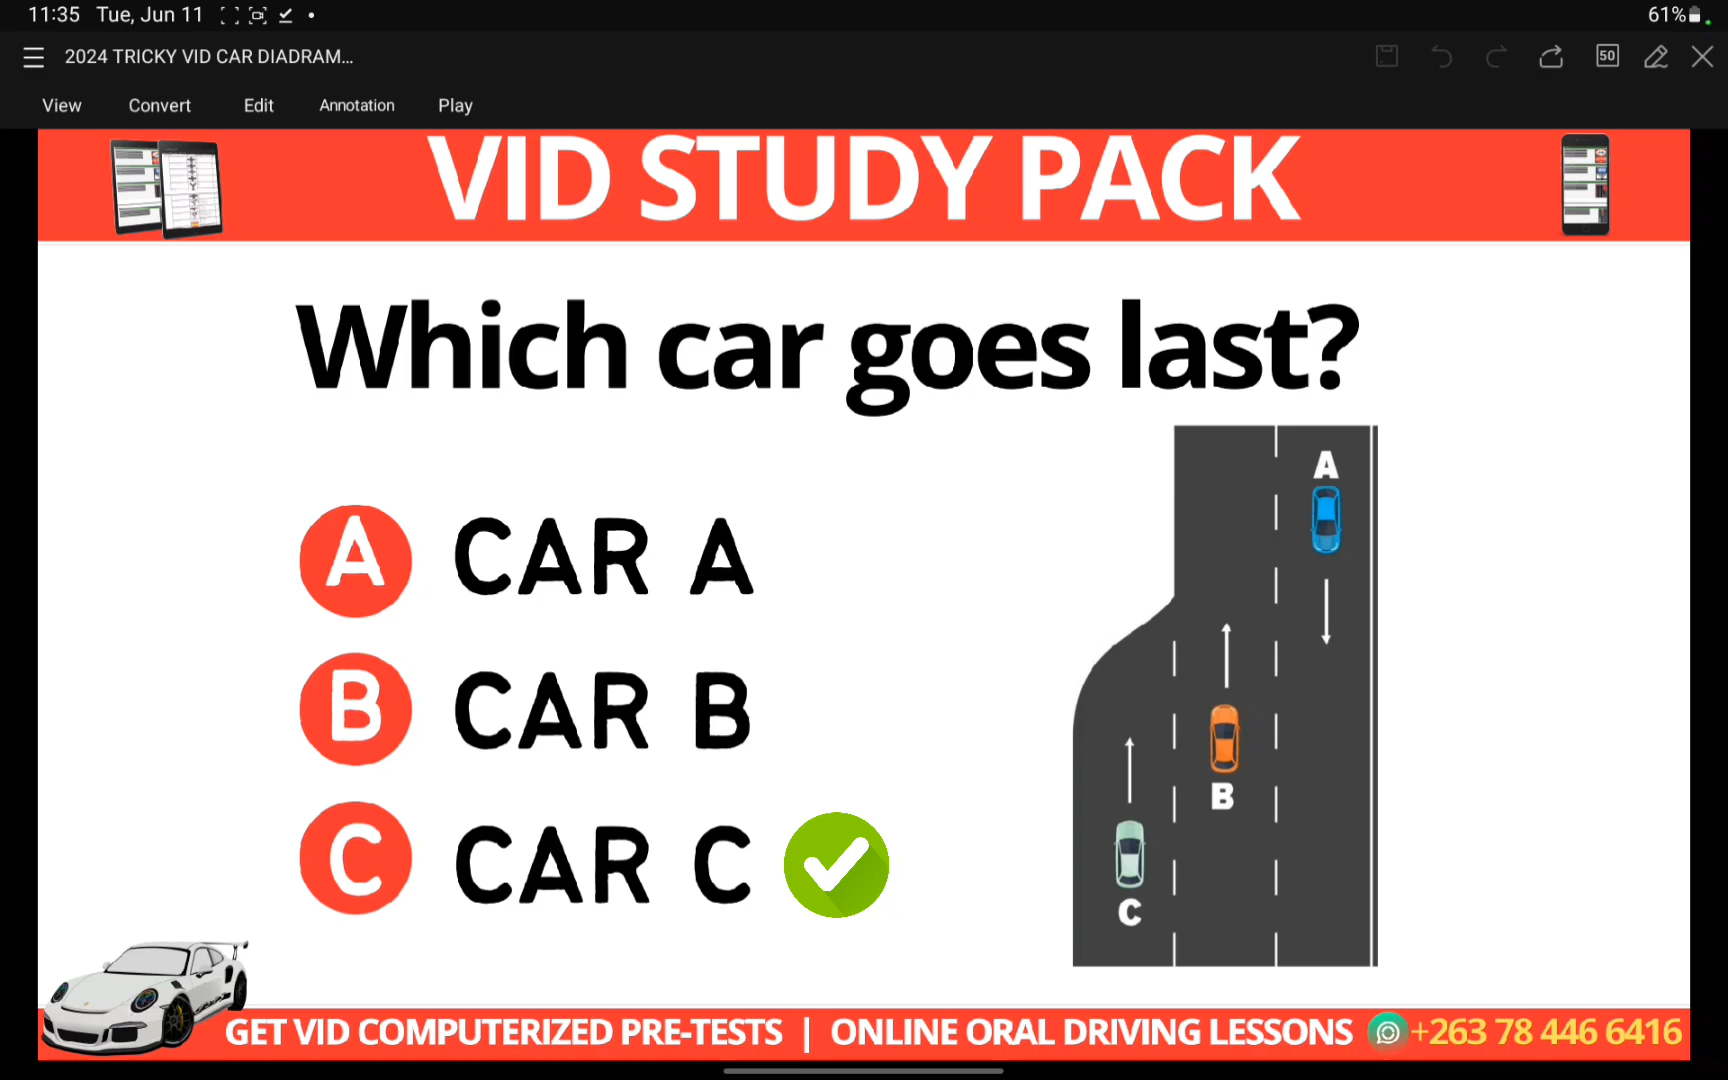 11:35 Tue, Jun 11
61%
2024 TRICKY VID CAR DIADRAM...
50
View Convert Edit Annotation Play
VID STUDY PACK
Which car goes last?
A CAR A
B CAR B
C CAR C
A
B
C
GET VID COMPUTERIZED PRE-TESTS | ONLINE ORAL DRIVING LESSONS +263 78 446 6416